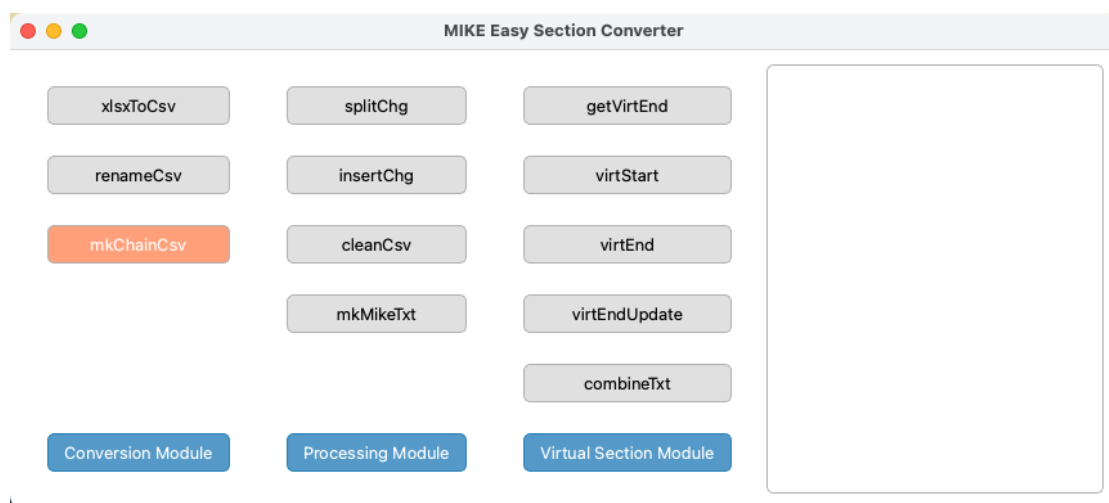 MIKE Easy Section Converter
xlsxToCsv
splitChg
getVirtEnd
renameCsv
insertChg
virtStart
mkChainCsv
cleanCsv
virtEnd
mkMikeTxt
virtEndUpdate
combineTxt
Conversion Module
Processing Module
Virtual Section Module